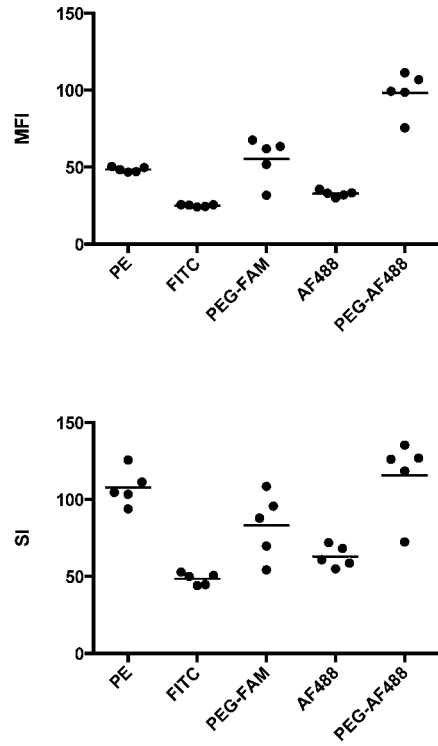 150
100
50
0
MFI
PE
FITC
PEG-FAM
AF488
PEG-AF488
150
100
50
0
SI
PE
FITC
PEG-FAM
AF488
PEG-AF488